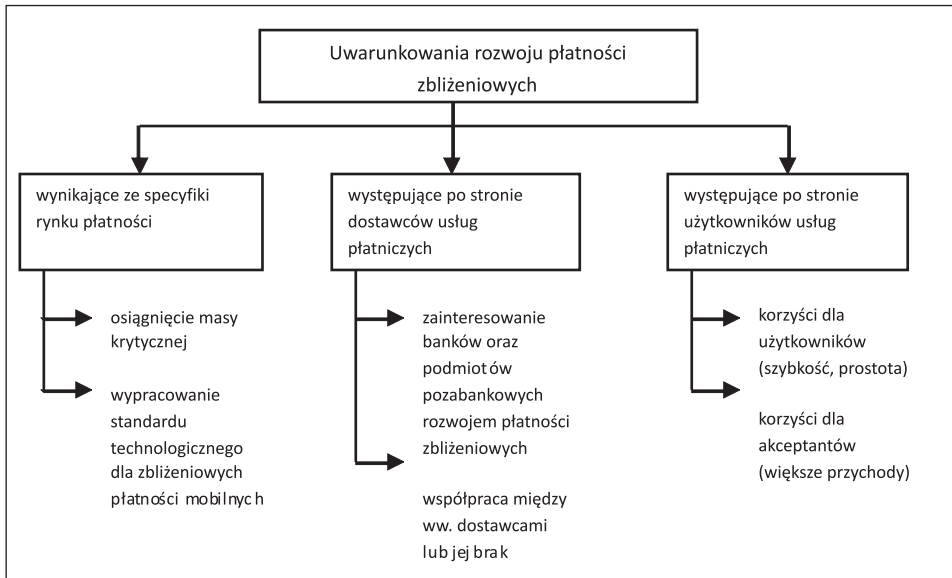 Uwarunkowania rozwoju płatności
zbliżeniowych
wynikające ze specyfiki
rynku płatności
osiągnięcie masy
krytycznej
wypracowanie
standardu
technologicznego
dla zbliżeniowych
płatności mobilnych
występujące po stronie
dostawców usług
płatniczych
zainteresowanie
banków oraz
podmiotów
pozabankowych
rozwojem płatności
zbliżeniowych
współpraca między
ww. dostawcami
lub jej brak
występujące po stronie
użytkowników usług
płatniczych
korzyści dla
użytkowników
(szybkość, prostota)
korzyści dla
akceptantów
(większe przychody)